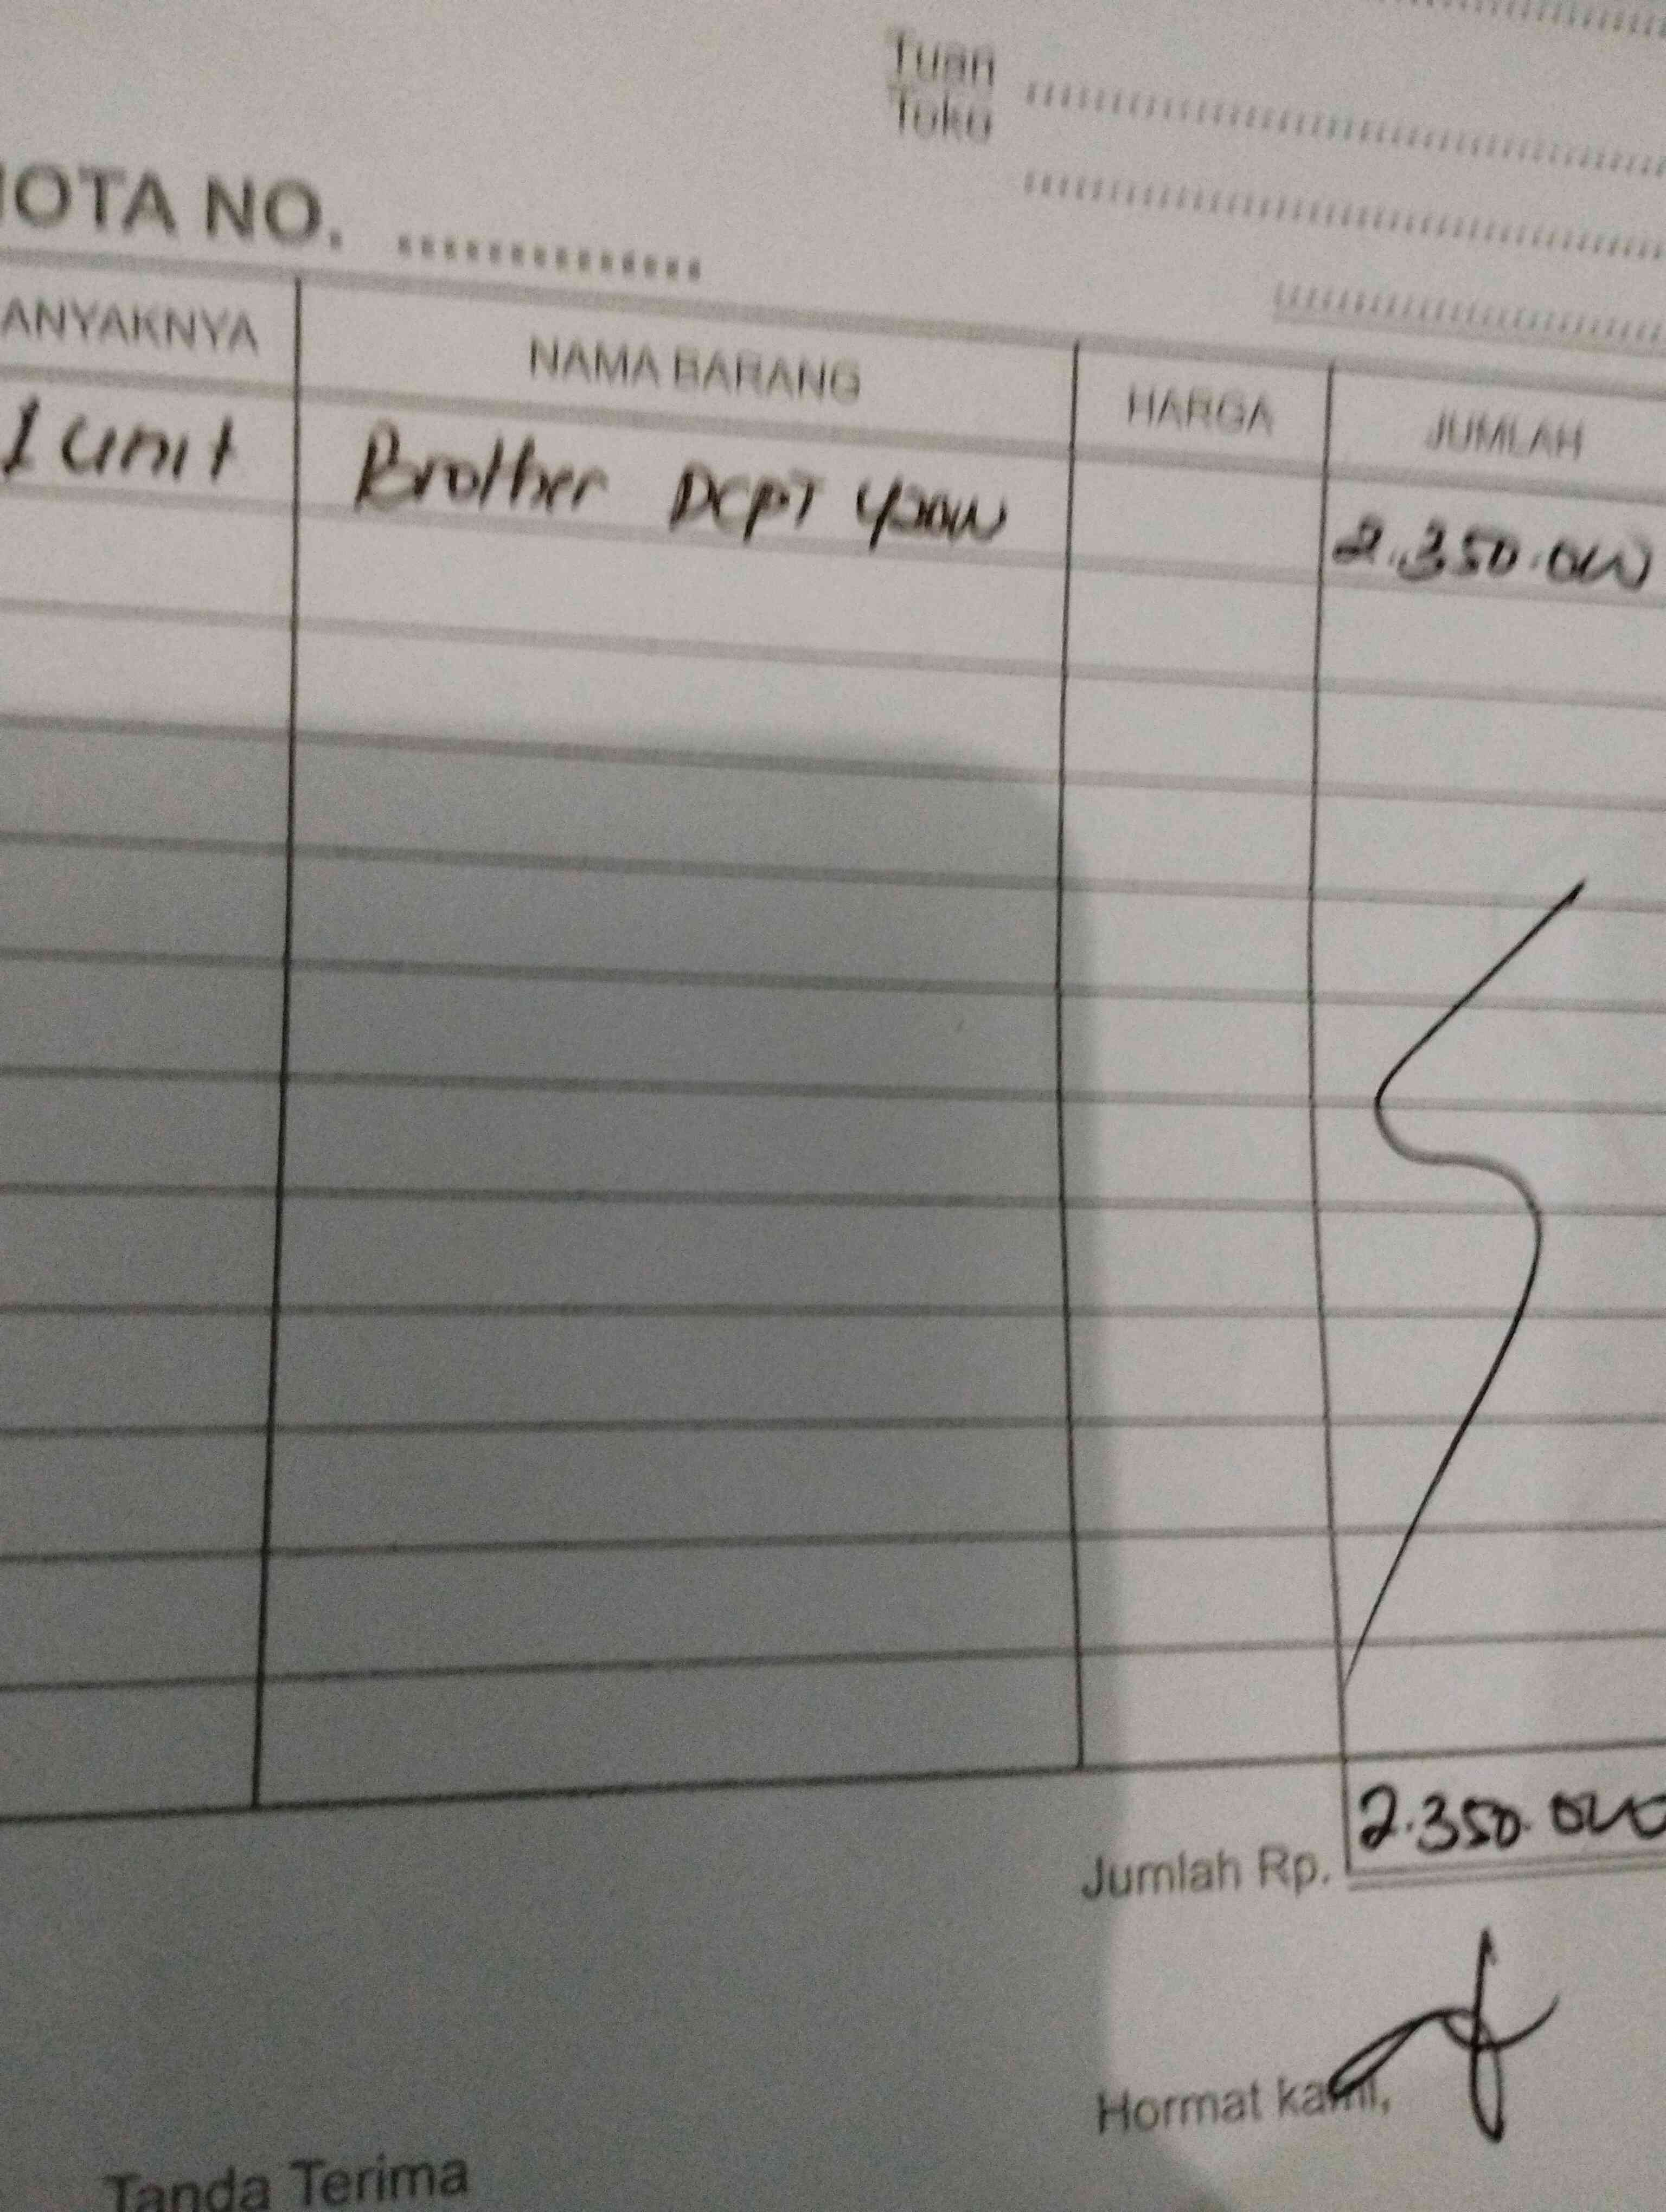 Tuan
Toko
NOTA NO. ..............
ANYAKNYA NAMA BARANG HARGA JUMLAH
1 unit Brother DCPT 420W 2.350.000
Jumlah Rp. 2.350.000
Hormat kami,
Tanda Terima